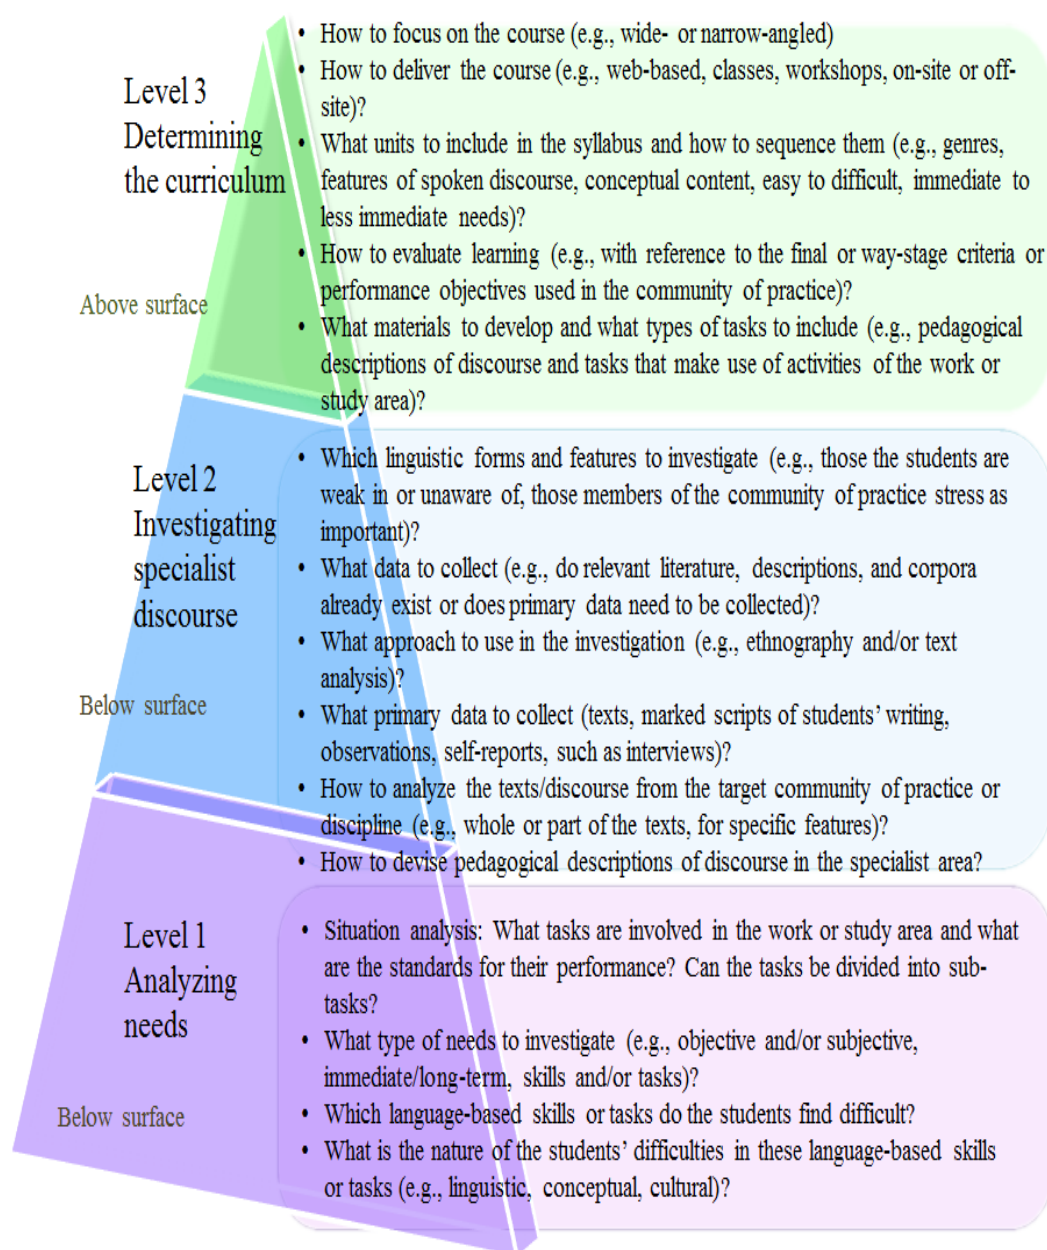 Level 3
Determining
the curriculum
Above surface
• How to focus on the course (e.g., wide- or narrow-angled)
• How to deliver the course (e.g., web-based, classes, workshops, on-site or off-
site)?
• What units to include in the syllabus and how to sequence them (e.g., genres,
features of spoken discourse, conceptual content, easy to difficult, immediate to
less immediate needs)?
• How to evaluate learning (e.g., with reference to the final or way-stage criteria or
performance objectives used in the community of practice)?
• What materials to develop and what types of tasks to include (e.g., pedagogical
descriptions of discourse and tasks that make use of activities of the work or
study area)?
Level 2
Investigating
specialist
discourse
Below surface
• Which linguistic forms and features to investigate (e.g., those the students are
weak in or unaware of, those members of the community of practice stress as
important)?
• What data to collect (e.g., do relevant literature, descriptions, and corpora
already exist or does primary data need to be collected)?
• What approach to use in the investigation (e.g., ethnography and/or text
analysis)?
• What primary data to collect (texts, marked scripts of students’ writing,
observations, self-reports, such as interviews)?
• How to analyze the texts/discourse from the target community of practice or
discipline (e.g., whole or part of the texts, for specific features)?
• How to devise pedagogical descriptions of discourse in the specialist area?
Level 1
Analyzing
needs
Below surface
• Situation analysis: What tasks are involved in the work or study area and what
are the standards for their performance? Can the tasks be divided into sub-
tasks?
• What type of needs to investigate (e.g., objective and/or subjective,
immediate/long-term, skills and/or tasks)?
• Which language-based skills or tasks do the students find difficult?
• What is the nature of the students’ difficulties in these language-based skills
or tasks (e.g., linguistic, conceptual, cultural)?